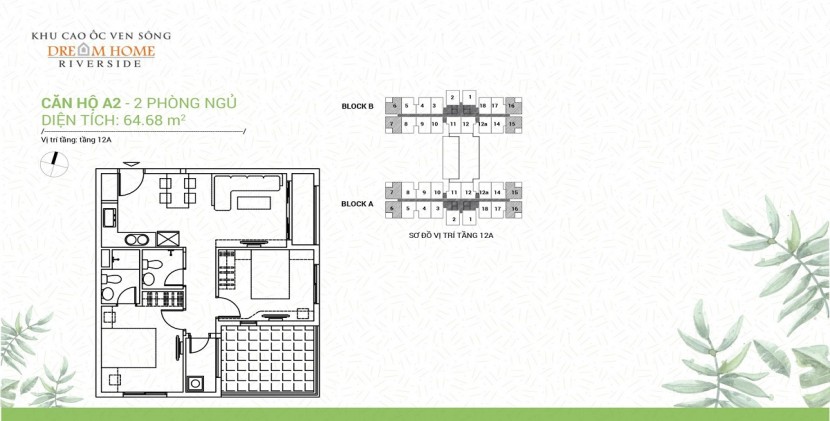 KHU CAO ỐC VEN SÔNG
DREAM HOME
RIVERSIDE
CĂN HỘ A2 - 2 PHÒNG NGỦ
DIỆN TÍCH: 64.68 m²
Vị trí tầng: tầng 12A
BLOCK B
6 5 4 3 2 1 18 17 16
7 8 9 10 11 12 12a 14 15
BLOCK A
7 8 9 10 11 12 12a 14 15
6 5 4 3 2 1 18 17 16
SƠ ĐỒ VỊ TRÍ TẦNG 12A